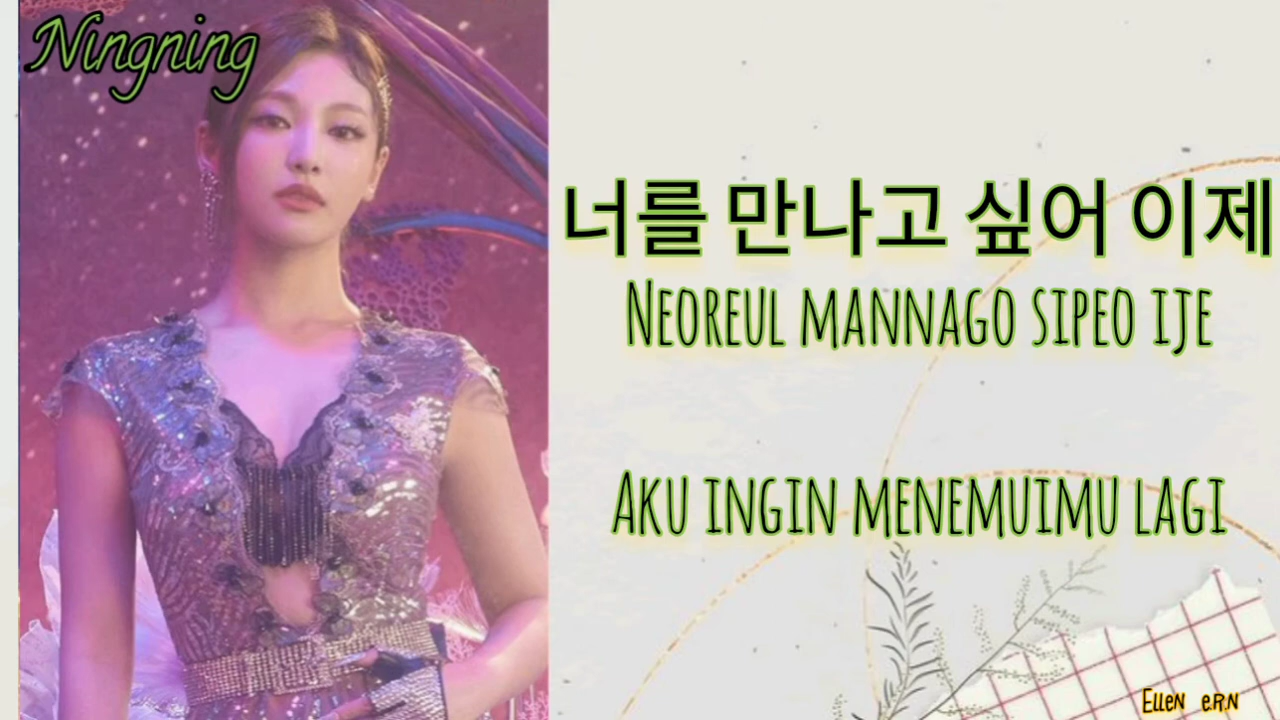 Ningning
너를 만나고 싶어 이제
Neoreul mannago sipeo ije
Aku ingin menemuimu lagi
Ellen e.R.N